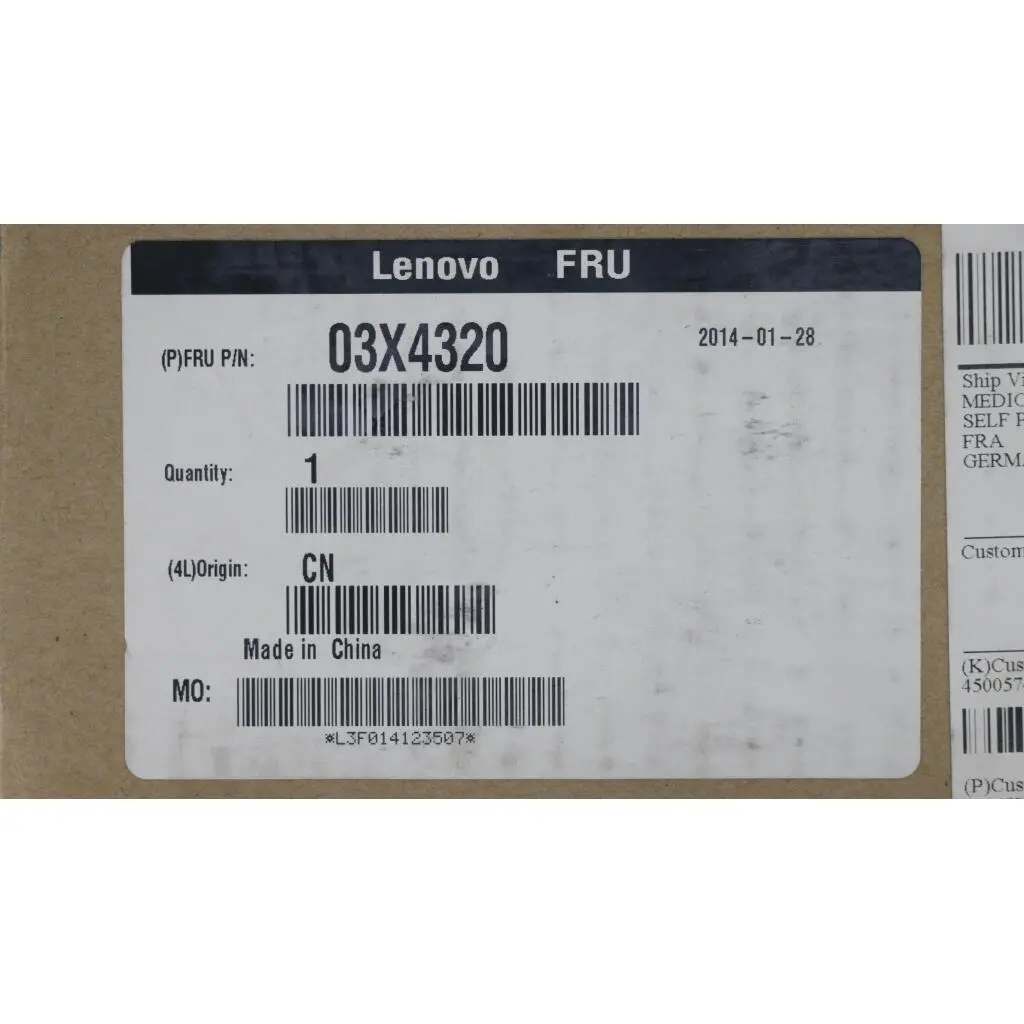 Lenovo FRU
(P)FRU P/N: 03X4320
2014-01-28
Quantity: 1
(4L)Origin: CN
Made in China
MO:
*L3F014123507*
Ship Vi
MEDIC
SELF P
FRA
GERMA
Custom
(K)Cus
450057
(P)Cus